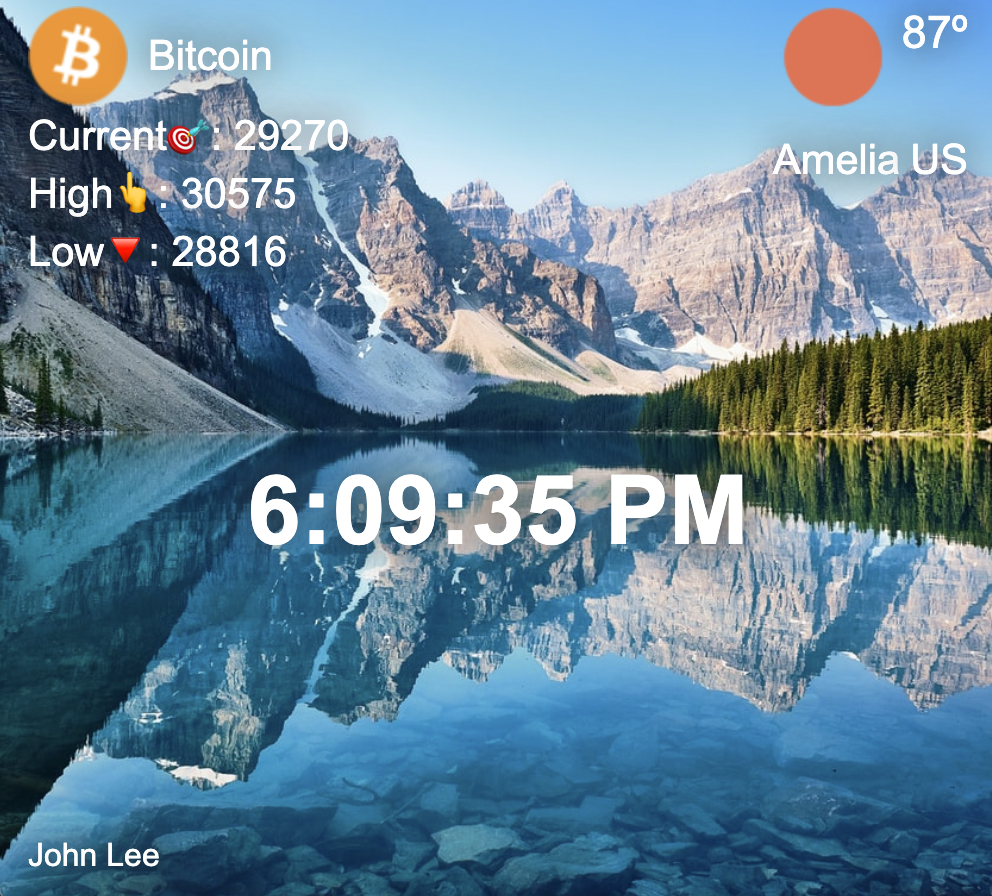 Bitcoin
87º
Current🎯 : 29270
Amelia US
High👆 : 30575
Low🔻 : 28816
6:09:35 PM
John Lee